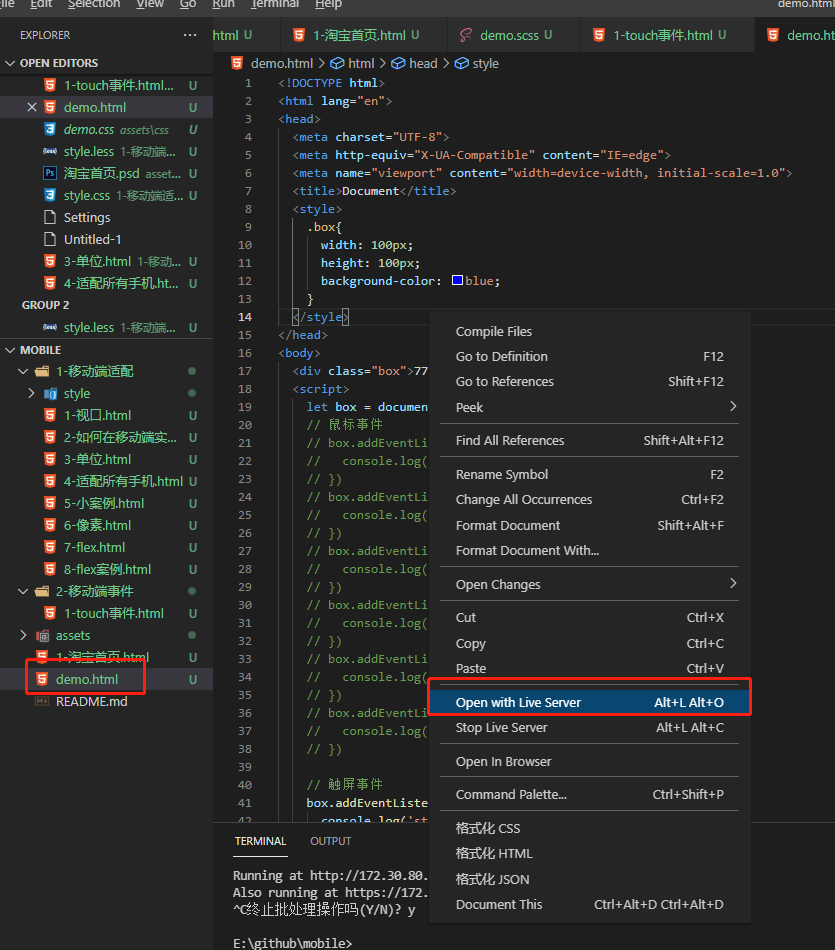 File Edit Selection View Go Run Terminal Help demo.htm
html U 1-淘宝首页.html U demo.scss U 1-touch事件.html U demo.ht
EXPLORER ...
OPEN EDITORS
1-touch事件.html... U
demo.html U
demo.css assets\css U
style.less 1-移动端... U
淘宝首页.psd asset... U
style.css 1-移动端适... U
Settings
Untitled-1
3-单位.html 1-移动... U
4-适配所有手机.ht... U
GROUP 2
style.less 1-移动端... U
MOBILE
1-移动端适配
style
1-视口.html U
2-如何在移动端实... U
3-单位.html U
4-适配所有手机.html U
5-小案例.html U
6-像素.html U
7-flex.html U
8-flex案例.html U
2-移动端事件
1-touch事件.html U
assets
1-淘宝首页.html U
demo.html U
README.md
demo.html > html > head > style
1 <!DOCTYPE html>
2 <html lang="en">
3 <head>
4 <meta charset="UTF-8">
5 <meta http-equiv="X-UA-Compatible" content="IE=edge">
6 <meta name="viewport" content="width=device-width, initial-scale=1.0">
7 <title>Document</title>
8 <style>
9 .box{
10 width: 100px;
11 height: 100px;
12 background-color: blue;
13 }
14 </style>
15 </head>
16 <body>
17 <div class="box">77
18 <script>
19 let box = document
20 // 鼠标事件
21 // box.addEventLi
22 // console.log(
23 // })
24 // box.addEventLi
25 // console.log(
26 // })
27 // box.addEventLi
28 // console.log(
29 // })
30 // box.addEventLi
31 // console.log(
32 // })
33 // box.addEventLi
34 // console.log(
35 // })
36 // box.addEventLi
37 // console.log(
38 // })
39
40 // 触屏事件
41 box.addEventListe
42 console.log('st
Compile Files
Go to Definition F12
Go to References Shift+F12
Peek
Find All References Shift+Alt+F12
Rename Symbol F2
Change All Occurrences Ctrl+F2
Format Document Shift+Alt+F
Format Document With...
Open Changes
Cut Ctrl+X
Copy Ctrl+C
Paste Ctrl+V
Open with Live Server Alt+L Alt+O
Stop Live Server Alt+L Alt+C
Open In Browser
Command Palette... Ctrl+Shift+P
格式化 CSS
格式化 HTML
格式化 JSON
Document This Ctrl+Alt+D Ctrl+Alt+D
TERMINAL OUTPUT
Running at http://172.30.80.
Also running at https://172.
^C终止批处理操作吗(Y/N)? y
E:\github\mobile>